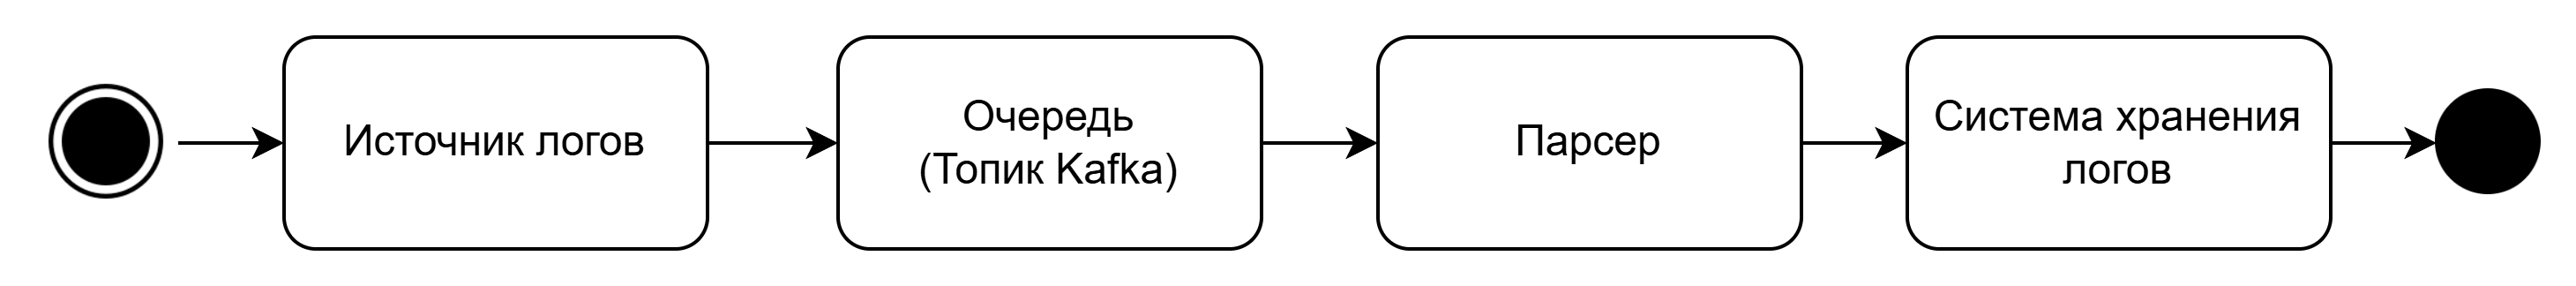 Источник логов
Очередь
(Топик Kafka)
Парсер
Система хранения
логов